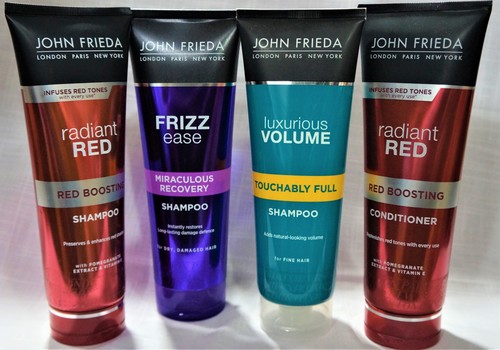 JOHN FRIEDA
LONDON PARIS NEW YORK
INFUSES RED TONES
with every use*
radiant
RED
RED BOOSTING
SHAMPOO
Preserves & enhances red
with POMEGRANATE
EXTRACT & VITAMIN E
JOHN FRIEDA
LONDON PARIS NEW YORK
FRIZZ
ease
MIRACULOUS
RECOVERY
SHAMPOO
Instantly restores
Long-lasting damage defence
for DRY, DAMAGED HAIR
JOHN FRIEDA
LONDON PARIS NEW YORK
luxurious
VOLUME
TOUCHABLY FULL
SHAMPOO
Adds natural-looking volume
for FINE HAIR
JOHN FRIEDA
LONDON PARIS NEW YORK
INFUSES RED TONES
with every use*
radiant
RED
RED BOOSTING
CONDITIONER
Replenishes red tones with every use
with POMEGRANATE
EXTRACT & VITAMIN E